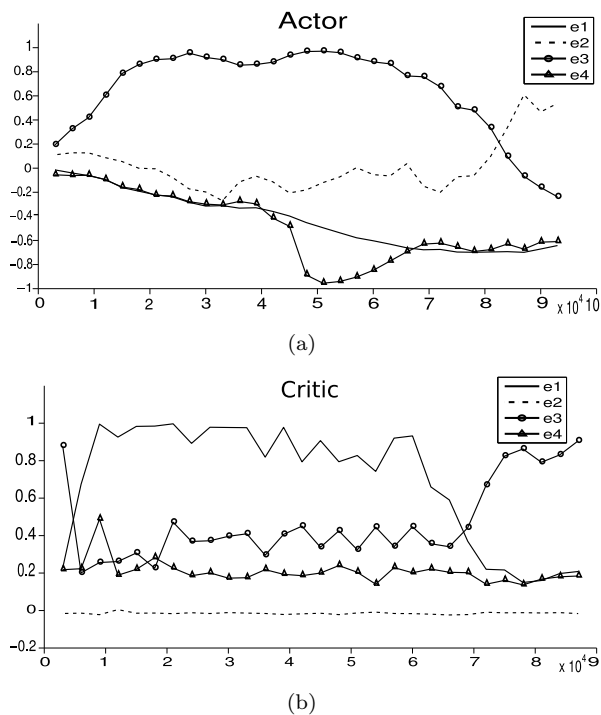 Actor
1
0.8
0.6
0.4
0.2
0
-0.2
-0.4
-0.6
-0.8
-1
e1
e2
e3
e4
0 1 2 3 4 5 6 7 8 9 10
x 10^4
(a)
Critic
1
0.8
0.6
0.4
0.2
0
-0.2
e1
e2
e3
e4
0 1 2 3 4 5 6 7 8 9
x 10^4
(b)